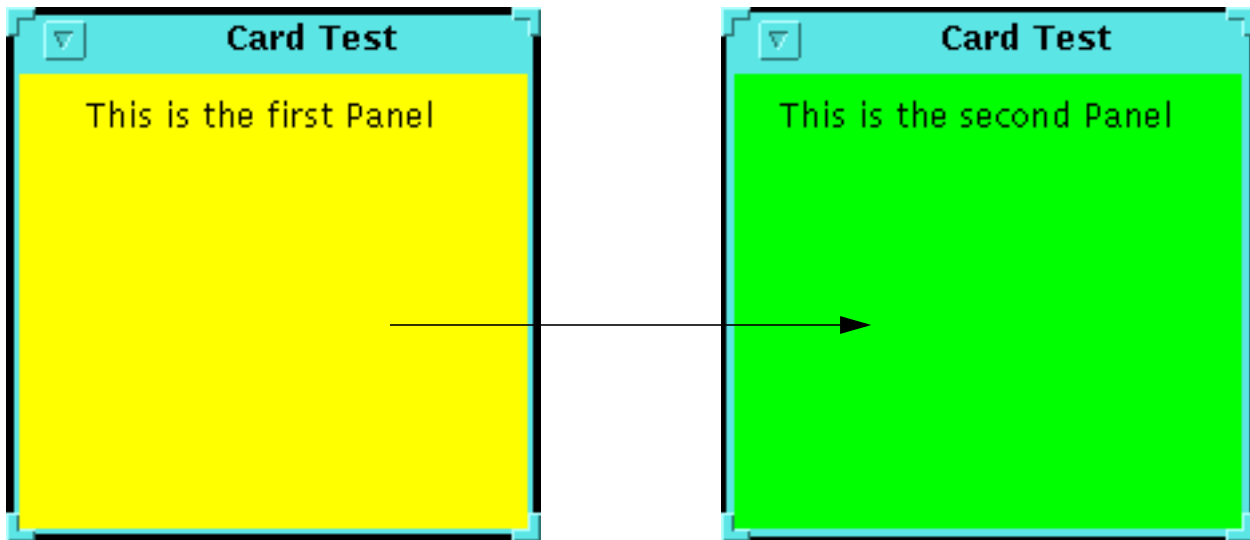 Card Test
This is the first Panel
Card Test
This is the second Panel